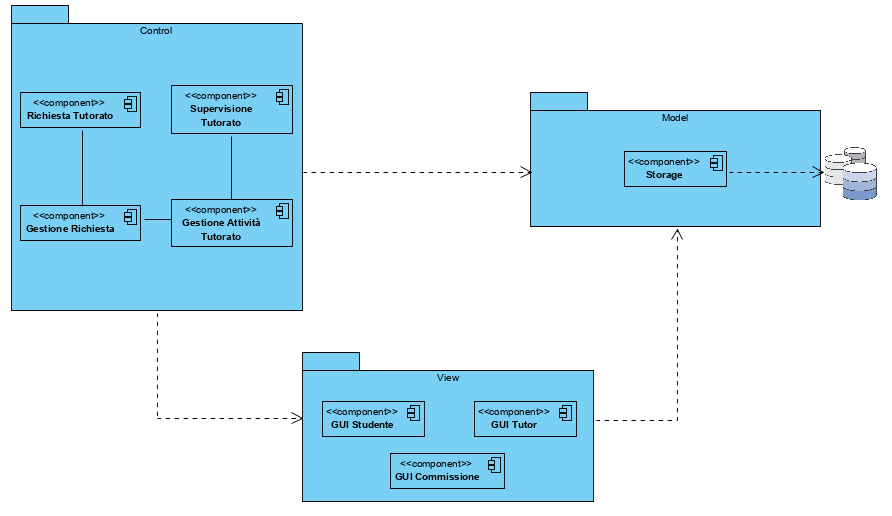 Control
<<component>>
Richiesta Tutorato
<<component>>
Supervisione
Tutorato
<<component>>
Gestione Richiesta
<<component>>
Gestione Attività
Tutorato
Model
<<component>>
Storage
View
<<component>>
GUI Studente
<<component>>
GUI Tutor
<<component>>
GUI Commissione